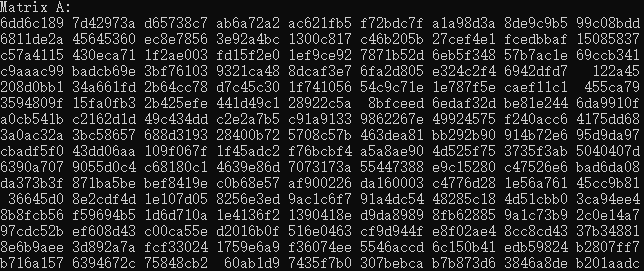 Matrix A:
6dd6c189 7d42973a ad65738c7 ab6a72a2 ac621fb5 f72bdc7f a1a98d3a 8de9c9b5 99c08bdd
6811de2a 45645360 ec8e7856 3e92a4bc 1300c817 c46b205b 27cef4e1 fcedbbaf 15085837
c57a4115 430eca71 1f2ae003 fd15f2e0 1ef9ce92 7871b52d 6eb5f348 57b7ac1e 69ccb341
c9aaac99 badcb69e 3bf76103 9321ca48 8dcaf3e7 6fa2d805 e324c2f4 6942dfd7 122a45
208d0bb1 34a661fd 2b64cc78 d7c45c30 1f741056 54c9c71e 1e787f5e caef11c1 455ca79
3594809f 15fa0fb3 2b425efe 441d49c1 28922c5a 8bfceed 6edaf32d be81e244 6da9910f
a0cb541b c2162d1d 49c434dd c2e2a7b5 c91a9133 9862267e 49924575 f240acc6 4175dd68
3a0ac32a 3bc58657 688d3193 28400b72 5708c57b 463dea81 bb292b90 914b72e6 95d9da97
cbadf5f0 43dd06aa 109f067f 1f45adc2 f76bcbf4 a5a8ae90 4d525f75 3735f3ab 5040407d
6390a707 9055d0c4 c68180c1 4639e86d 7073173a 55447388 e9c15280 c47526e6 bad6da08
da373b3f 871ba5be bef8419e c0b68e57 af900226 da160003 c4776d28 1e56a761 45cc9b81
36645d0 8e2cdf4d 1e107d05 8256e3ed 9ac1c6f7 91a4dc54 48285c18 4d51cbb0 3ca94ee4
8b8fcb56 f59694b5 1d6d710a 1e4136f2 1390418e d9da8989 8fb62885 9a1c73b9 2c0e14a7
97cdc52b ef608d43 c00ca55e d2016b0f 516e0463 cf9d944f e8f02ae4 8cc8cd43 37b34881
8e6b9aee 3d892a7a fcf33024 1759e6a9 f36074ee 5546accd 6c150b41 edb59824 b2807ff7
b716a157 6394672c 75848cb2 60ab1d9 7435f7b0 307bebca b7b873d6 3846a8de b201aadc